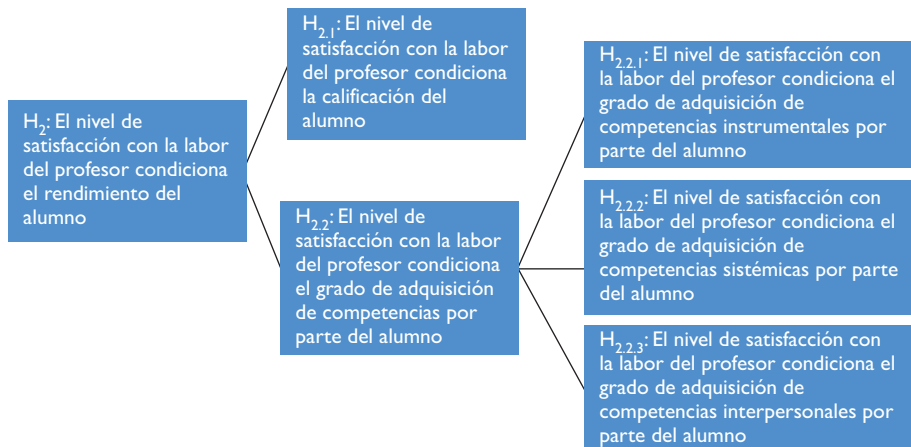 H2: El nivel de
satisfacción con la labor
del profesor condiciona
el rendimiento del
alumno
H2.1: El nivel de
satisfacción con la labor
del profesor condiciona
la calificación del
alumno
H2.2: El nivel de
satisfacción con la labor
del profesor condiciona
el grado de adquisición
de competencias por
parte del alumno
H2.2.1: El nivel de satisfacción con
la labor del profesor condiciona el
grado de adquisición de
competencias instrumentales por
parte del alumno
H2.2.2: El nivel de satisfacción con
la labor del profesor condiciona el
grado de adquisición de
competencias sistémicas por parte
del alumno
H2.2.3: El nivel de satisfacción con
la labor del profesor condiciona el
grado de adquisición de
competencias interpersonales por
parte del alumno